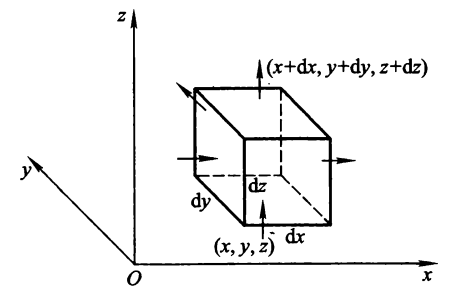 z
(x+dx, y+dy, z+dz)
y
dz
dy
(x, y, z)
dx
O
x